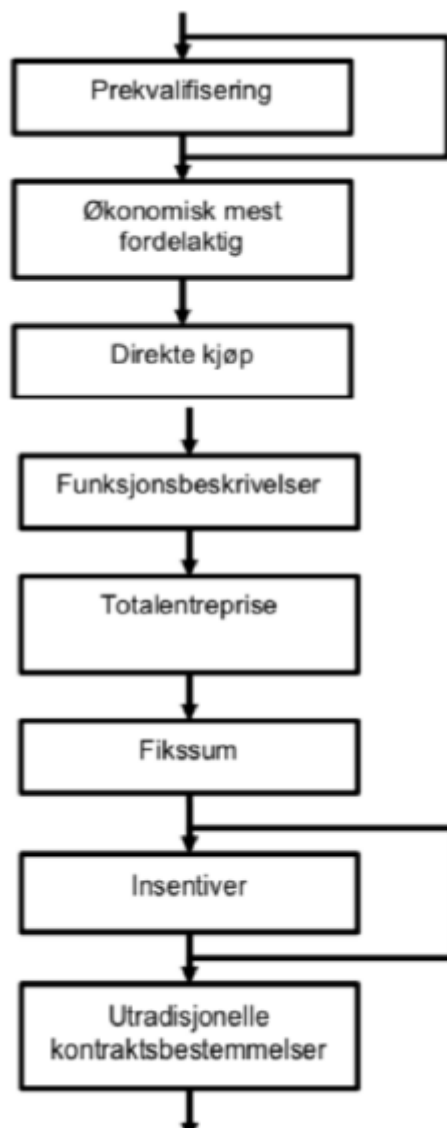 Prekvalifisering
Økonomisk mest
fordelaktig
Direkte kjøp
Funksjonsbeskrivelser
Totalentreprise
Fikssum
Insentiver
Utradisjonelle
kontraktsbestemmelser